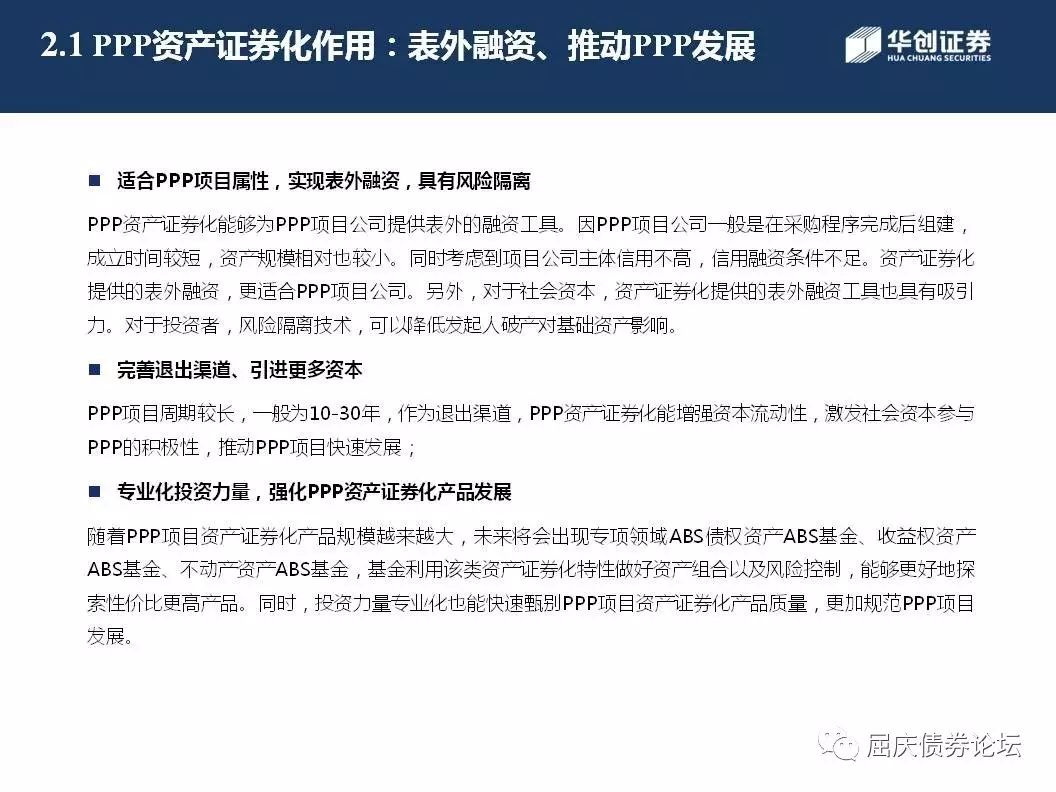 2.1 PPP资产证券化作用：表外融资、推动PPP发展
华创证券
HUA CHUANG SECURITIES
■ 适合PPP项目属性，实现表外融资，具有风险隔离
PPP资产证券化能够为PPP项目公司提供表外的融资工具。因PPP项目公司一般是在采购程序完成后组建，
成立时间较短，资产规模相对也较小。同时考虑到项目公司主体信用不高，信用融资条件不足。资产证券化
提供的表外融资，更适合PPP项目公司。另外，对于社会资本，资产证券化提供的表外融资工具也具有吸引
力。对于投资者，风险隔离技术，可以降低发起人破产对基础资产影响。
■ 完善退出渠道、引进更多资本
PPP项目周期较长，一般为10-30年，作为退出渠道，PPP资产证券化能增强资本流动性，激发社会资本参与
PPP的积极性，推动PPP项目快速发展；
■ 专业化投资力量，强化PPP资产证券化产品发展
随着PPP项目资产证券化产品规模越来越大，未来将会出现专项领域ABS债权资产ABS基金、收益权资产
ABS基金、不动产资产ABS基金，基金利用该类资产证券化特性做好资产组合以及风险控制，能够更好地探
索性价比更高产品。同时，投资力量专业化也能快速甄别PPP项目资产证券化产品质量，更加规范PPP项目
发展。
屈庆债券论坛